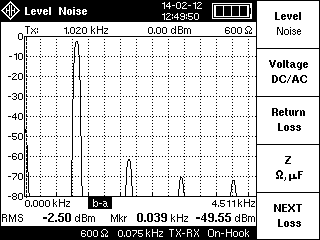 Level Noise
14-02-12
12:49:50
Tx: 1.020 kHz 0.00 dBm 600 Ω
0
-10
-20
-30
-40
-50
-60
-70
-80
0.000 kHz b-a 4.511kHz
RMS -2.50 dBm Mkr 0.039 kHz -49.55 dBm
600 Ω 0.075 kHz TX-RX On-Hook
Level
Noise
Voltage
DC/AC
Return
Loss
Z
Ω, μF
NEXT
Loss